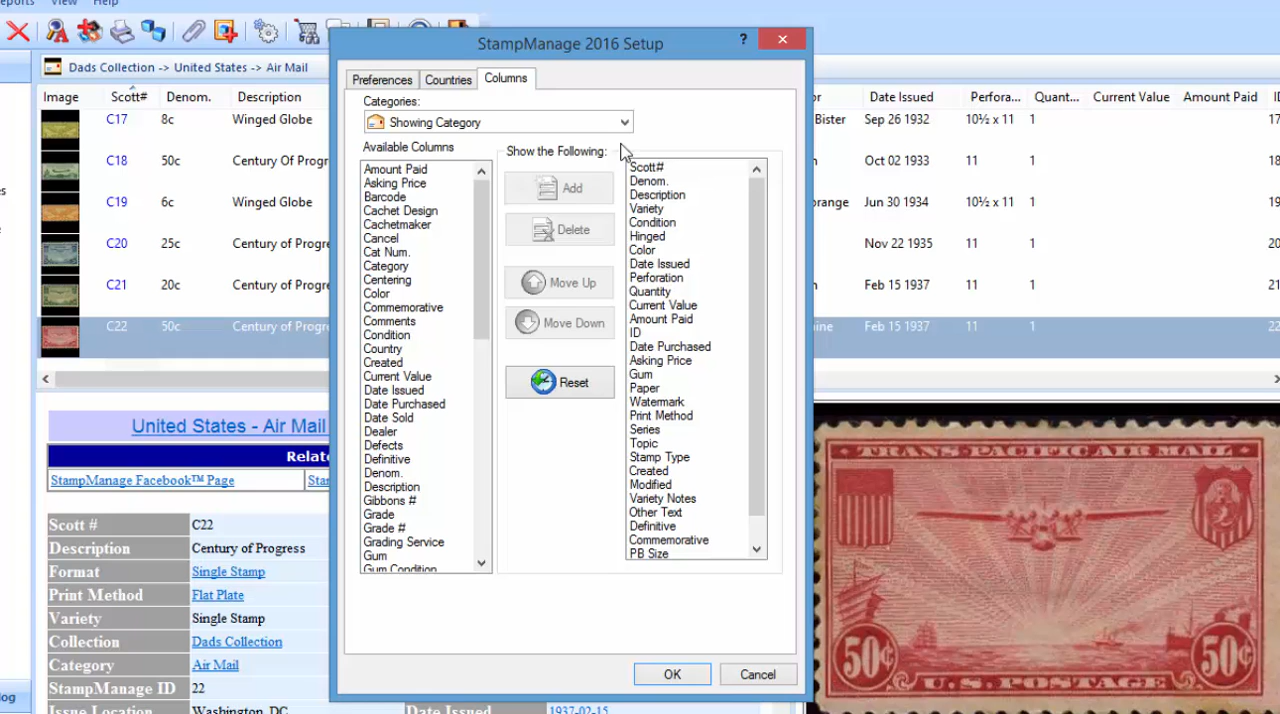 eports View Help
StampManage 2016 Setup
?
Dads Collection -> United States -> Air Mail
Preferences Countries Columns
Image Scott# Denom. Description or Date Issued Perfora... Quant... Current Value Amount Paid ID
C17 8c Winged Globe Bister Sep 26 1932 10½ x 11 1 17
C18 50c Century Of Progr Oct 02 1933 11 1 18
C19 6c Winged Globe orange Jun 30 1934 10½ x 11 1 19
C20 25c Century of Progre Nov 22 1935 11 1 20
C21 20c Century of Progre Feb 15 1937 11 1 21
C22 50c Century of Progre ine Feb 15 1937 11 1 22
Categories:
Showing Category
Available Columns
Amount Paid
Asking Price
Barcode
Cachet Design
Cachetmaker
Cancel
Cat Num.
Category
Centering
Color
Commemorative
Comments
Condition
Country
Created
Current Value
Date Issued
Date Purchased
Date Sold
Dealer
Defects
Definitive
Denom.
Description
Gibbons #
Grade
Grade #
Grading Service
Gum
Gum Condition
Show the Following:
Add
Delete
Move Up
Move Down
Reset
Scott#
Denom.
Description
Variety
Condition
Hinged
Color
Date Issued
Perforation
Quantity
Current Value
Amount Paid
ID
Date Purchased
Asking Price
Gum
Paper
Watermark
Print Method
Series
Topic
Stamp Type
Created
Modified
Variety Notes
Other Text
Definitive
Commemorative
PB Size
OK Cancel
United States - Air Mail
Relate
StampManage Facebook™ Page Star
Scott # C22
Description Century of Progress
Format Single Stamp
Print Method Flat Plate
Variety Single Stamp
Collection Dads Collection
Category Air Mail
StampManage ID 22
Issue Location Washington, DC Date Issued 1937-02-15
log
TRANS-PACIFIC AIR MAIL
50¢ 50¢
U.S. POSTAGE